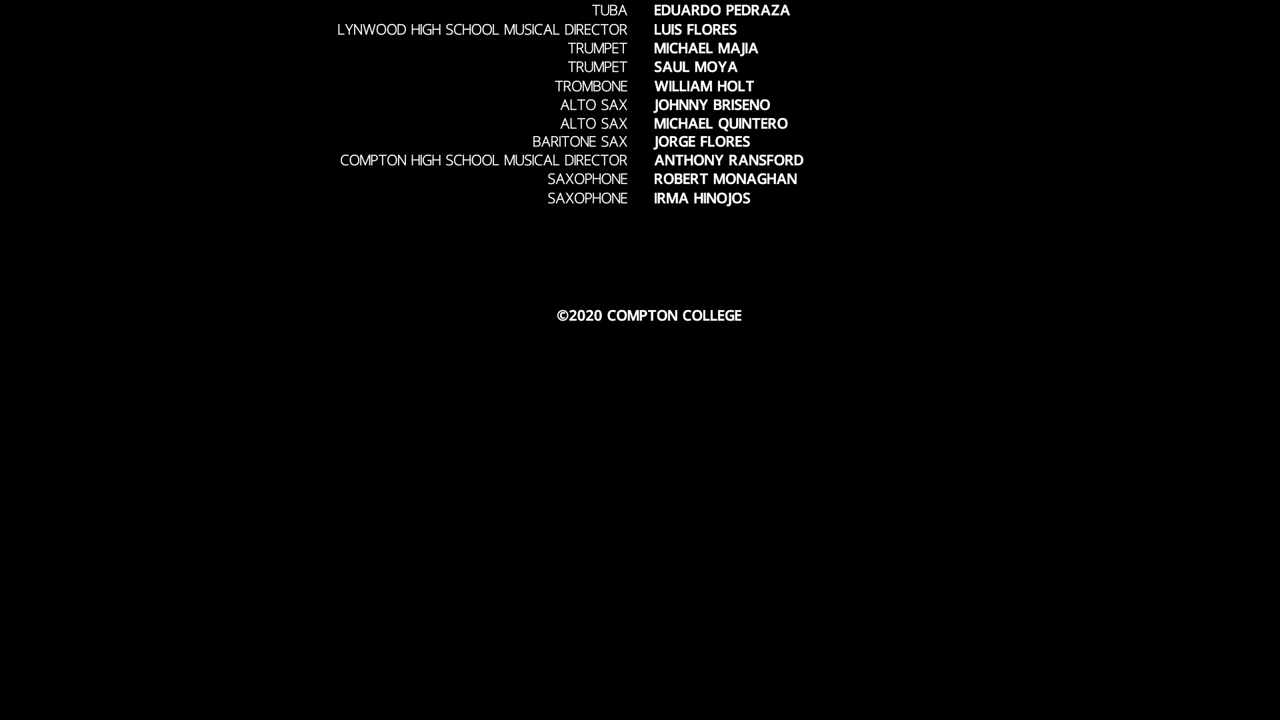 TUBA EDUARDO PEDRAZA
LYNWOOD HIGH SCHOOL MUSICAL DIRECTOR LUIS FLORES
TRUMPET MICHAEL MAJIA
TRUMPET SAUL MOYA
TROMBONE WILLIAM HOLT
ALTO SAX JOHNNY BRISENO
ALTO SAX MICHAEL QUINTERO
BARITONE SAX JORGE FLORES
COMPTON HIGH SCHOOL MUSICAL DIRECTOR ANTHONY RANSFORD
SAXOPHONE ROBERT MONAGHAN
SAXOPHONE IRMA HINOJOS
©2020 COMPTON COLLEGE